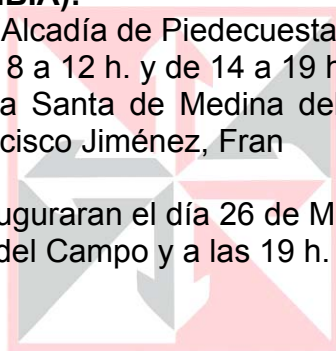 BIA).
Alcadía de Piedecuesta
8 a 12 h. y de 14 a 19 h
a Santa de Medina del
cisco Jiménez, Fran
uguraran el día 26 de M
del Campo y a las 19 h.